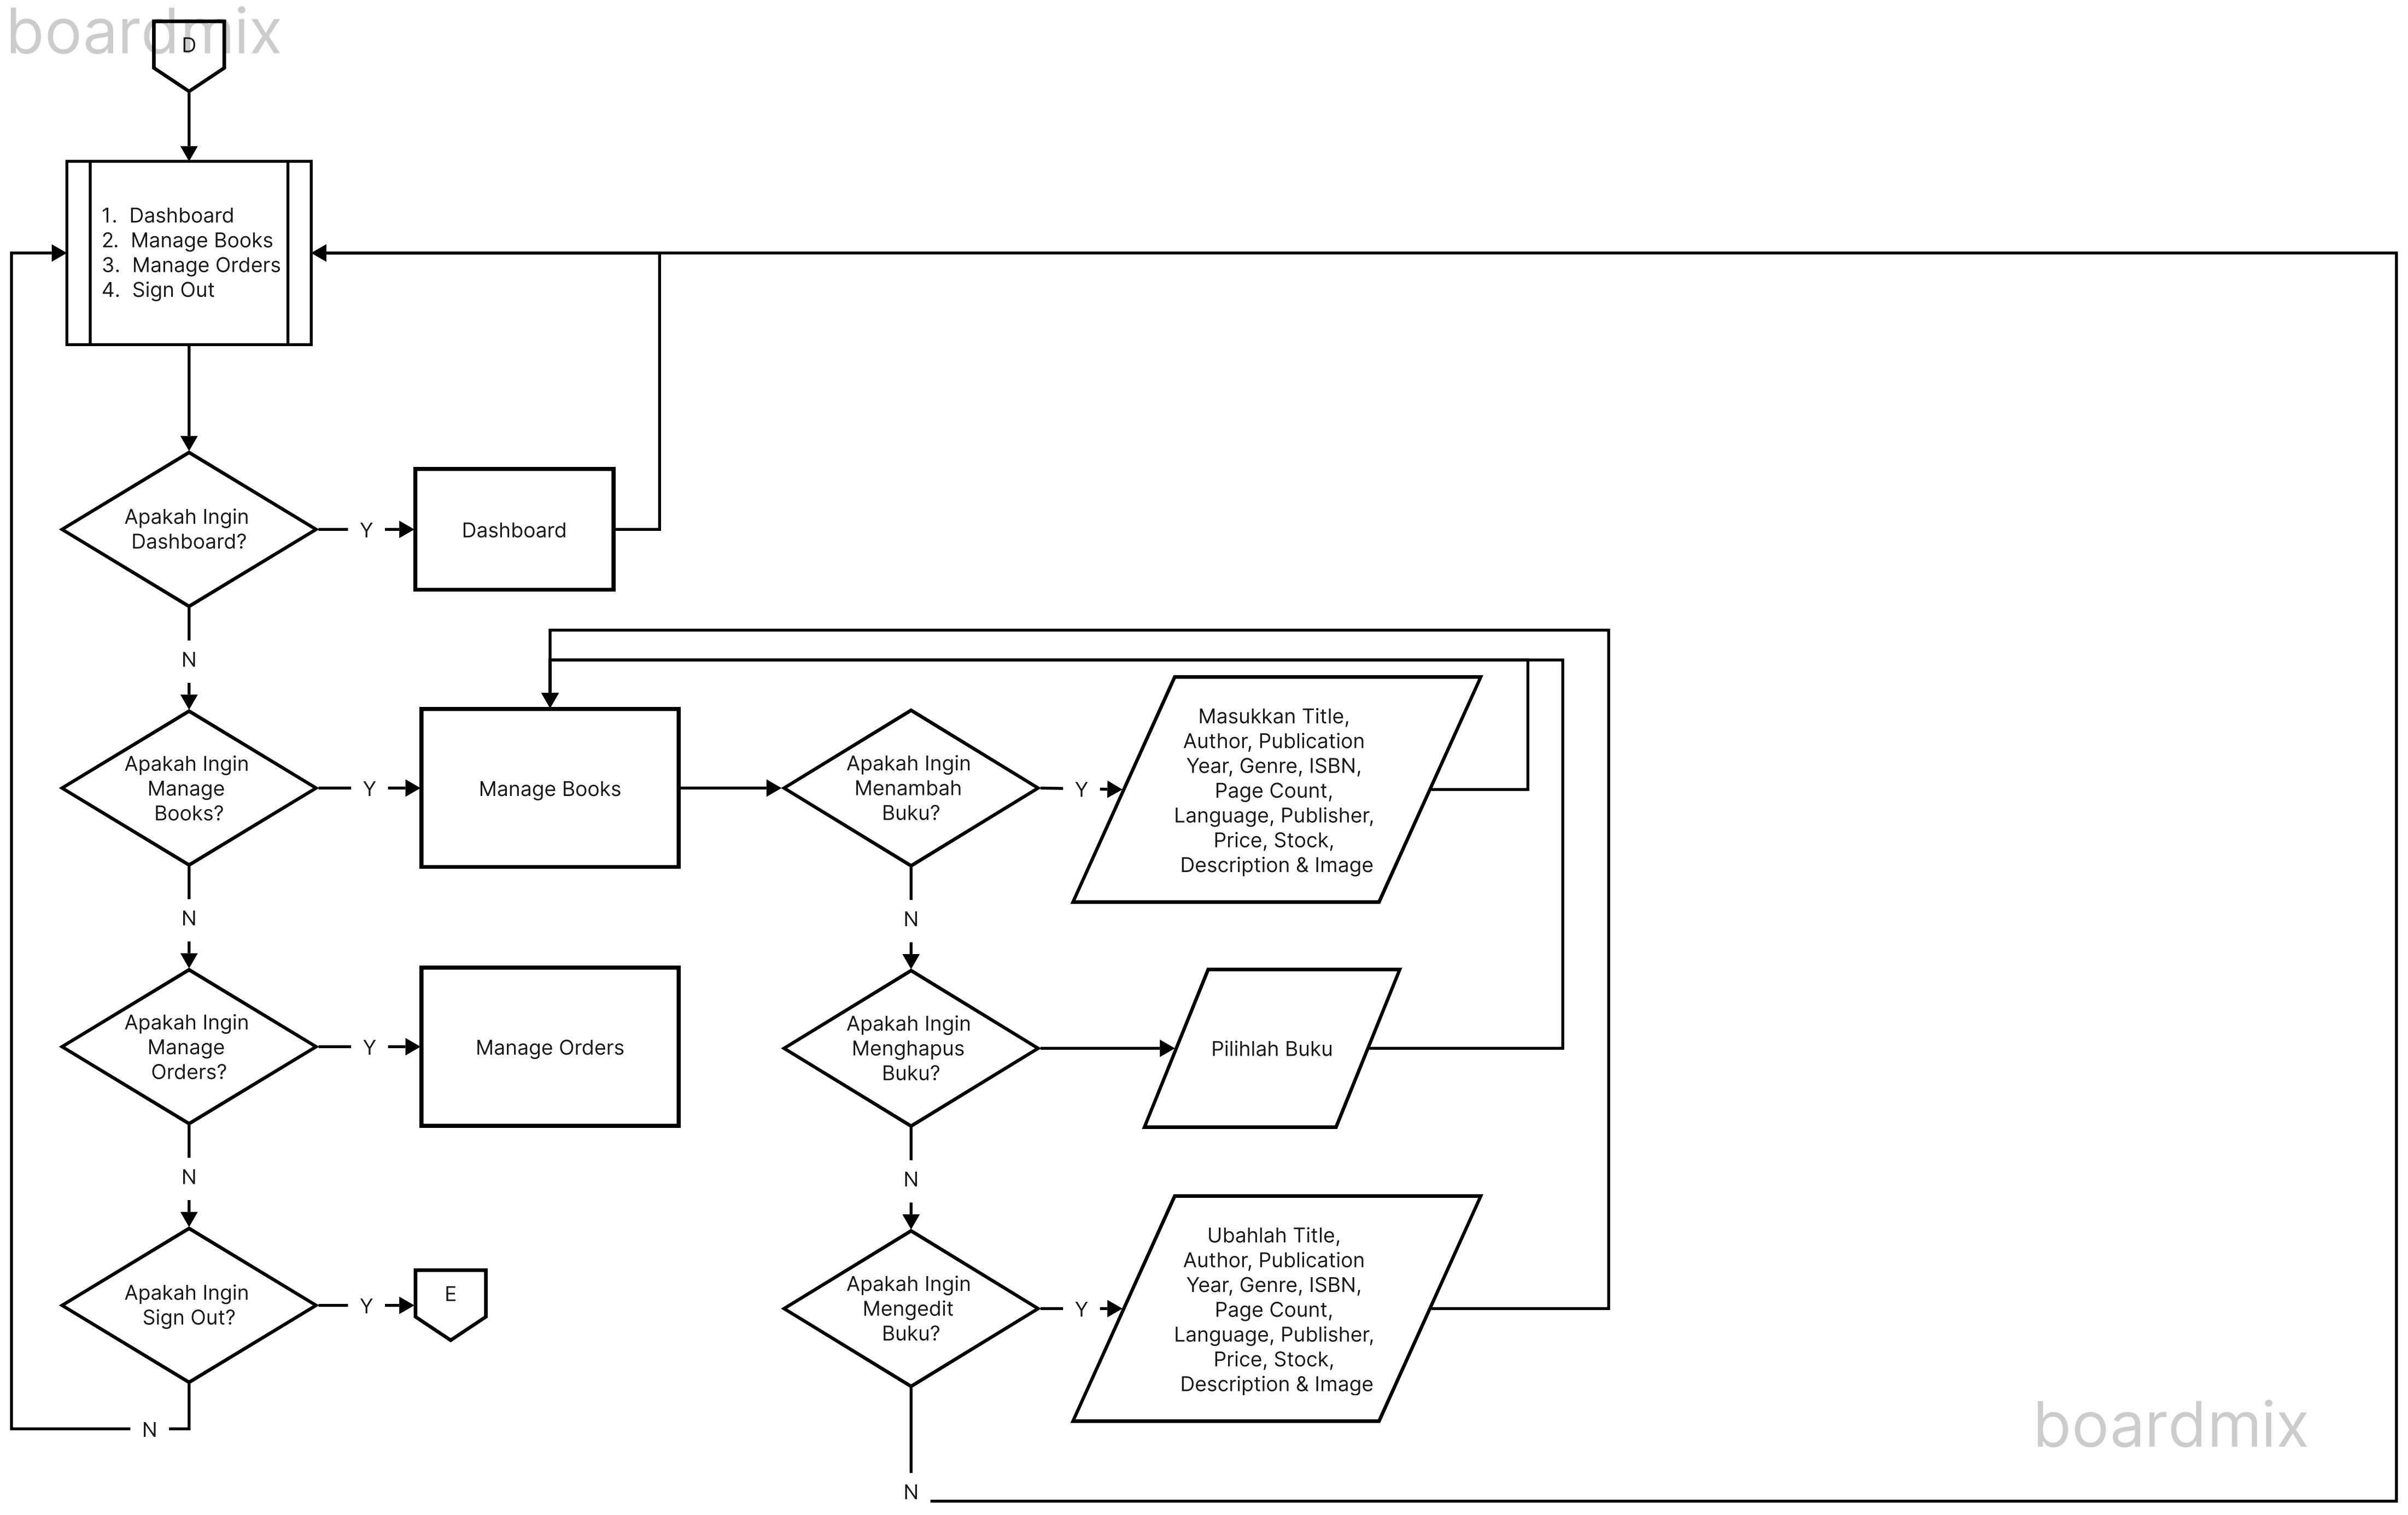 boardmix
D
1. Dashboard
2. Manage Books
3. Manage Orders
4. Sign Out
Apakah Ingin
Dashboard?
Y
Dashboard
N
Apakah Ingin
Manage
Books?
Y
Manage Books
Apakah Ingin
Menambah
Buku?
Y
Masukkan Title,
Author, Publication
Year, Genre, ISBN,
Page Count,
Language, Publisher,
Price, Stock,
Description & Image
N
N
Apakah Ingin
Manage
Orders?
Y
Manage Orders
Apakah Ingin
Menghapus
Buku?
Pilihlah Buku
N
N
Apakah Ingin
Sign Out?
Y
E
Apakah Ingin
Mengedit
Buku?
Y
Ubahlah Title,
Author, Publication
Year, Genre, ISBN,
Page Count,
Language, Publisher,
Price, Stock,
Description & Image
N
N
boardmix